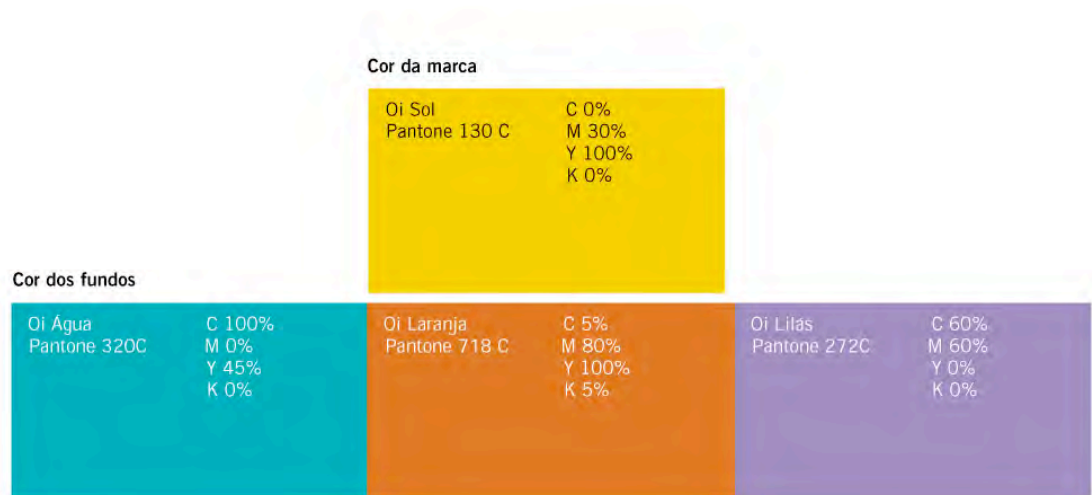 Cor da marca
Oi Sol
Pantone 130 C
C 0%
M 30%
Y 100%
K 0%
Cor dos fundos
Oi Água
Pantone 320C
C 100%
M 0%
Y 45%
K 0%
Oi Laranja
Pantone 718 C
C 5%
M 80%
Y 100%
K 5%
Oi Lilás
Pantone 272C
C 60%
M 60%
Y 0%
K 0%